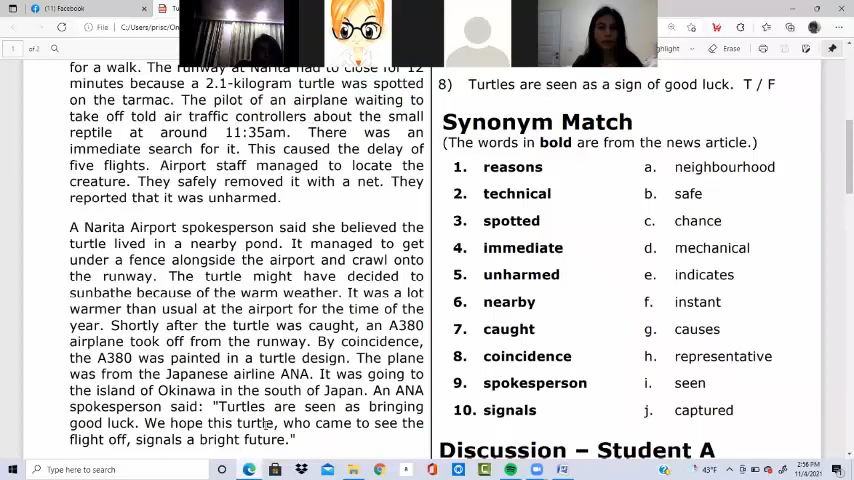 (1) Facebook
Tu
File
C:/Users/prisc/On
1
of 2
highlight
Erase
for a walk. The runway at Narita had to close for 12
minutes because a 2.1-kilogram turtle was spotted
on the tarmac. The pilot of an airplane waiting to
take off told air traffic controllers about the small
reptile at around 11:35am. There was an
immediate search for it. This caused the delay of
five flights. Airport staff managed to locate the
creature. They safely removed it with a net. They
reported that it was unharmed.
A Narita Airport spokesperson said she believed the
turtle lived in a nearby pond. It managed to get
under a fence alongside the airport and crawl onto
the runway. The turtle might have decided to
sunbathe because of the warm weather. It was a lot
warmer than usual at the airport for the time of the
year. Shortly after the turtle was caught, an A380
airplane took off from the runway. By coincidence,
the A380 was painted in a turtle design. The plane
was from the Japanese airline ANA. It was going to
the island of Okinawa in the south of Japan. An ANA
spokesperson said: "Turtles are seen as bringing
good luck. We hope this turtle, who came to see the
flight off, signals a bright future."
8) Turtles are seen as a sign of good luck. T / F
Synonym Match
(The words in bold are from the news article.)
1. reasons a. neighbourhood
2. technical b. safe
3. spotted c. chance
4. immediate d. mechanical
5. unharmed e. indicates
6. nearby f. instant
7. caught g. causes
8. coincidence h. representative
9. spokesperson i. seen
10. signals j. captured
Discussion - Student A
Type here to search
43°F
2:56 PM
11/4/2021